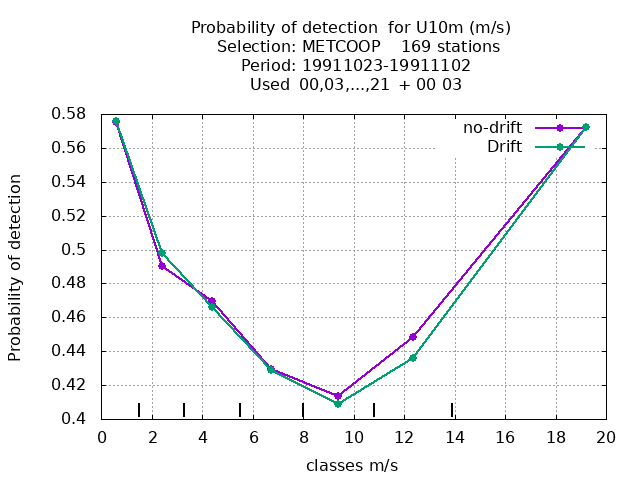 Probability of detection  for U10m (m/s)
Selection: METCOOP    169 stations
Period: 19911023-19911102
Used  00,03,...,21  + 00 03
no-drift
Drift
Probability of detection
0.58
0.56
0.54
0.52
0.5
0.48
0.46
0.44
0.42
0.4
0 2 4 6 8 10 12 14 16 18 20
classes m/s